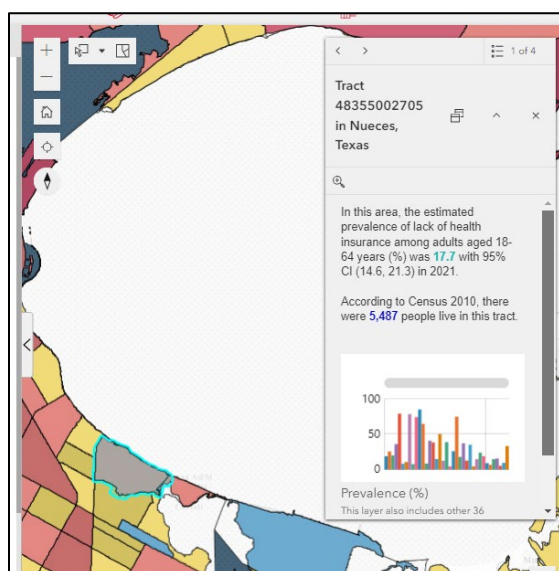 1 of 4
Tract
48355002705
in Nueces,
Texas
In this area, the estimated
prevalence of lack of health
insurance among adults aged 18-
64 years (%) was 17.7 with 95%
CI (14.6, 21.3) in 2021.
According to Census 2010, there
were 5,487 people live in this tract.
100
50
0
Prevalence (%)
This layer also includes other 36